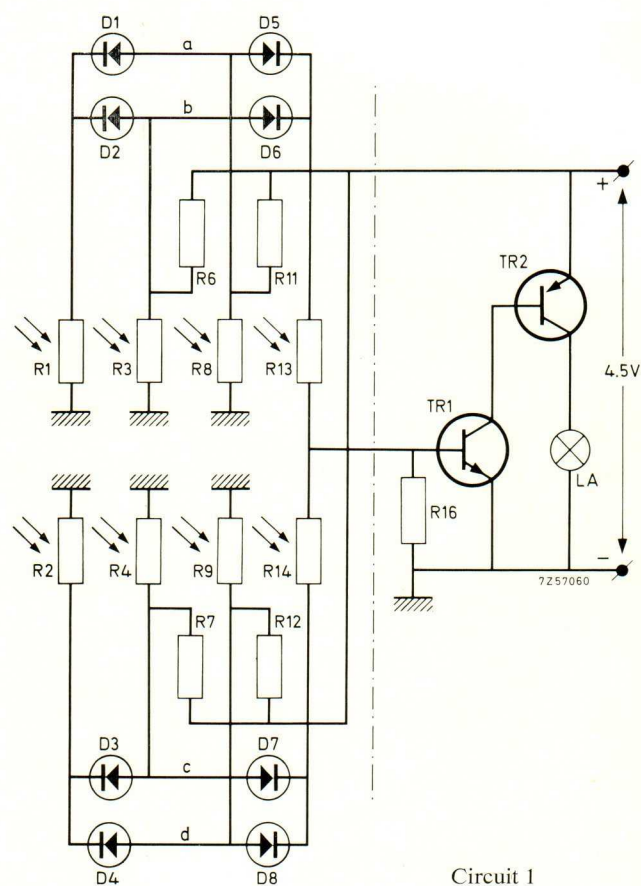 D1
a
D5
b
D2
D6
+
R6
R11
TR2
R1
R3
R8
R13
4.5V
TR1
LA
R16
−
7Z57060
R2
R4
R9
R14
R7
R12
D3
c
D7
d
D4
D8
Circuit 1